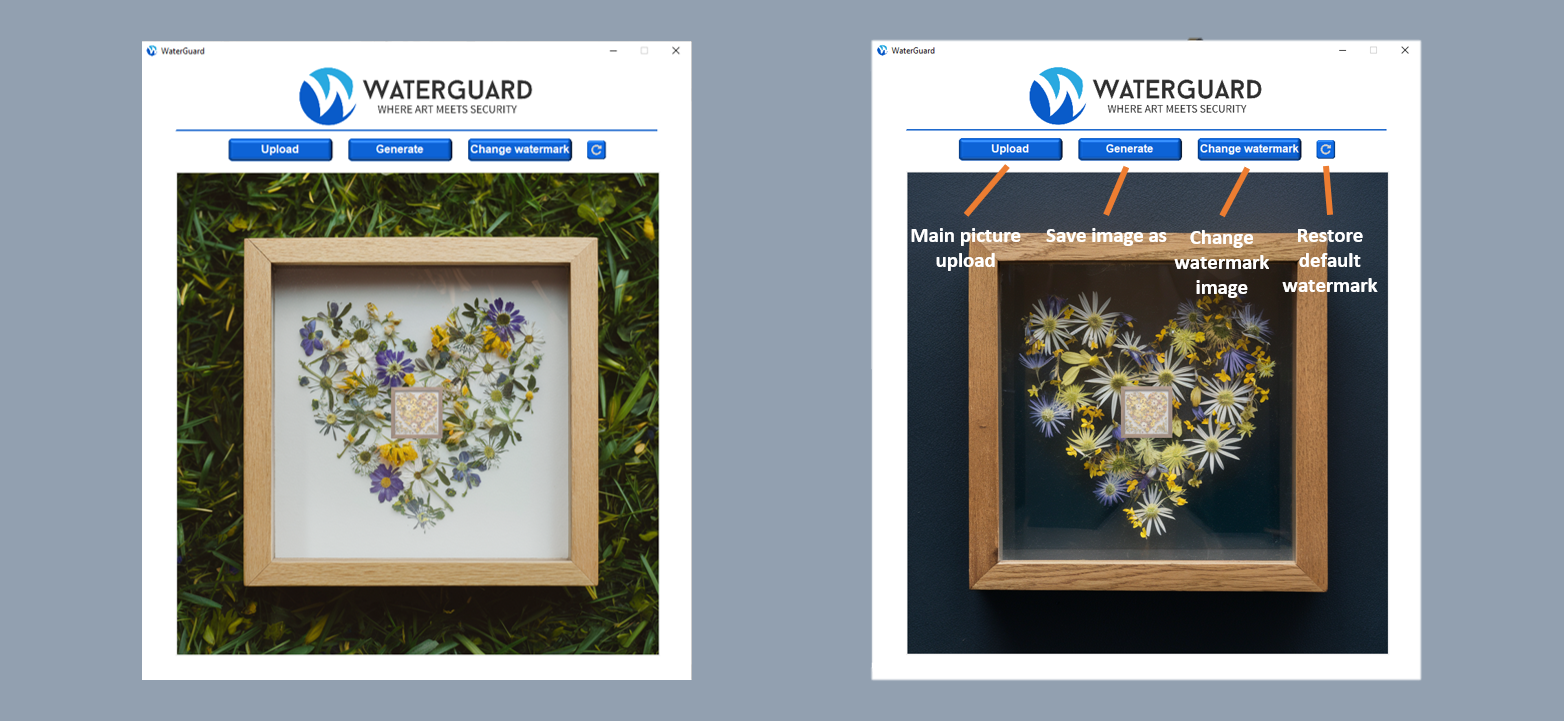 WaterGuard
WATERGUARD
WHERE ART MEETS SECURITY
Upload Generate Change watermark
WaterGuard
WATERGUARD
WHERE ART MEETS SECURITY
Upload Generate Change watermark
Main picture
upload
Save image as
Change
watermark
image
Restore
default
watermark